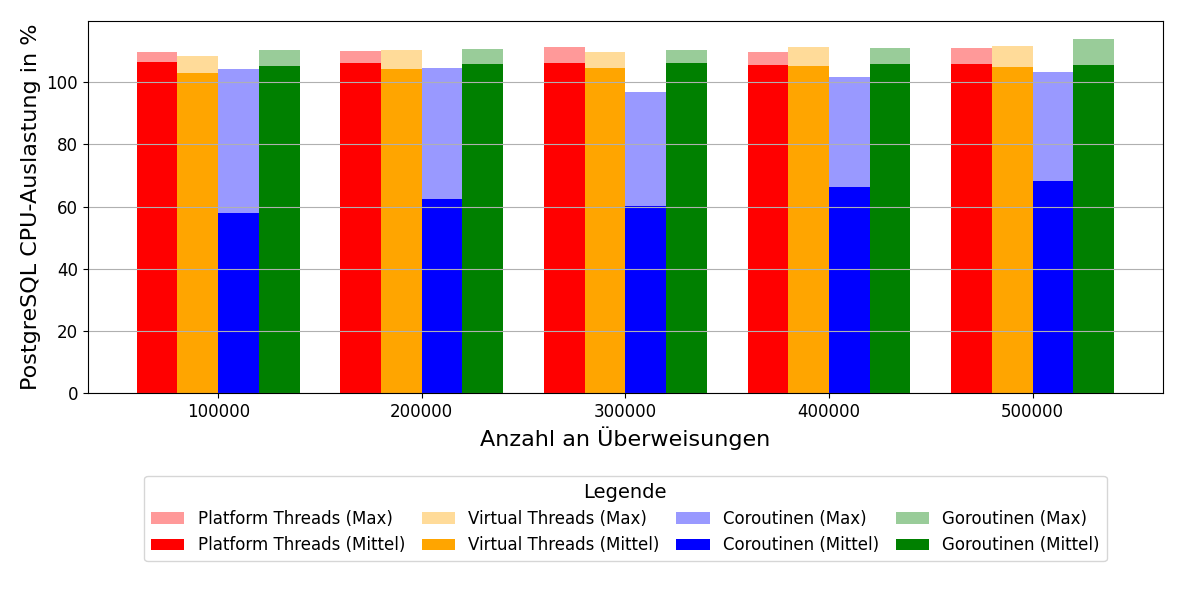 PostgreSQL CPU-Auslastung in %
100
80
60
40
20
0
100000 200000 300000 400000 500000
Anzahl an Überweisungen
Legende
Platform Threads (Max) Virtual Threads (Max) Coroutinen (Max) Goroutinen (Max)
Platform Threads (Mittel) Virtual Threads (Mittel) Coroutinen (Mittel) Goroutinen (Mittel)